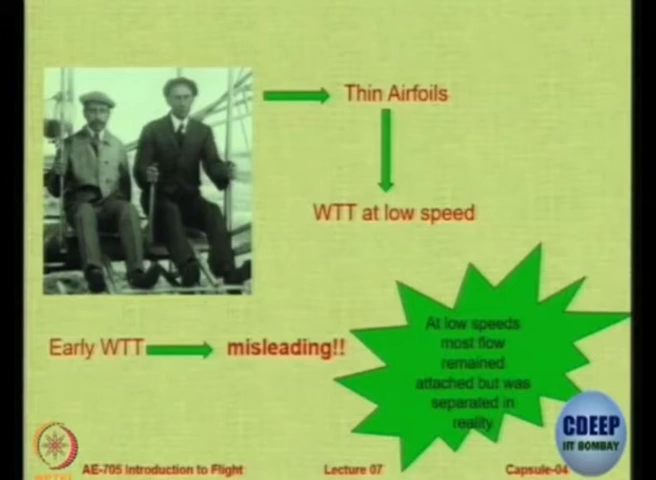 Thin Airfoils
WTT at low speed
Early WTT
misleading!!
At low speeds
most flow
remained
attached but was
separated in
reality
CDEEP
IIT BOMBAY
NPTEL
AE-705 Introduction to Flight
Lecture 07
Capsule-04